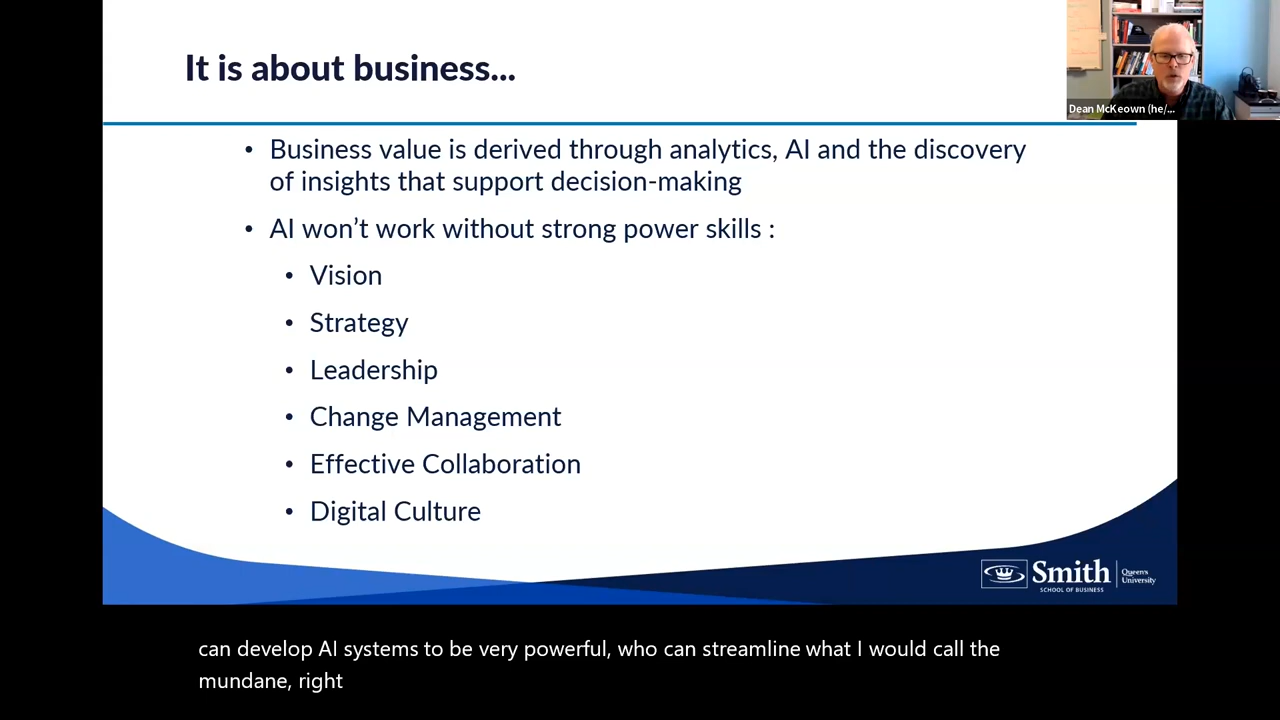 It is about business...
Dean McKeown (he/...
• Business value is derived through analytics, AI and the discovery
of insights that support decision-making
• AI won’t work without strong power skills :
• Vision
• Strategy
• Leadership
• Change Management
• Effective Collaboration
• Digital Culture
Smith
SCHOOL OF BUSINESS
Queen's
University
can develop AI systems to be very powerful, who can streamline what I would call the
mundane, right